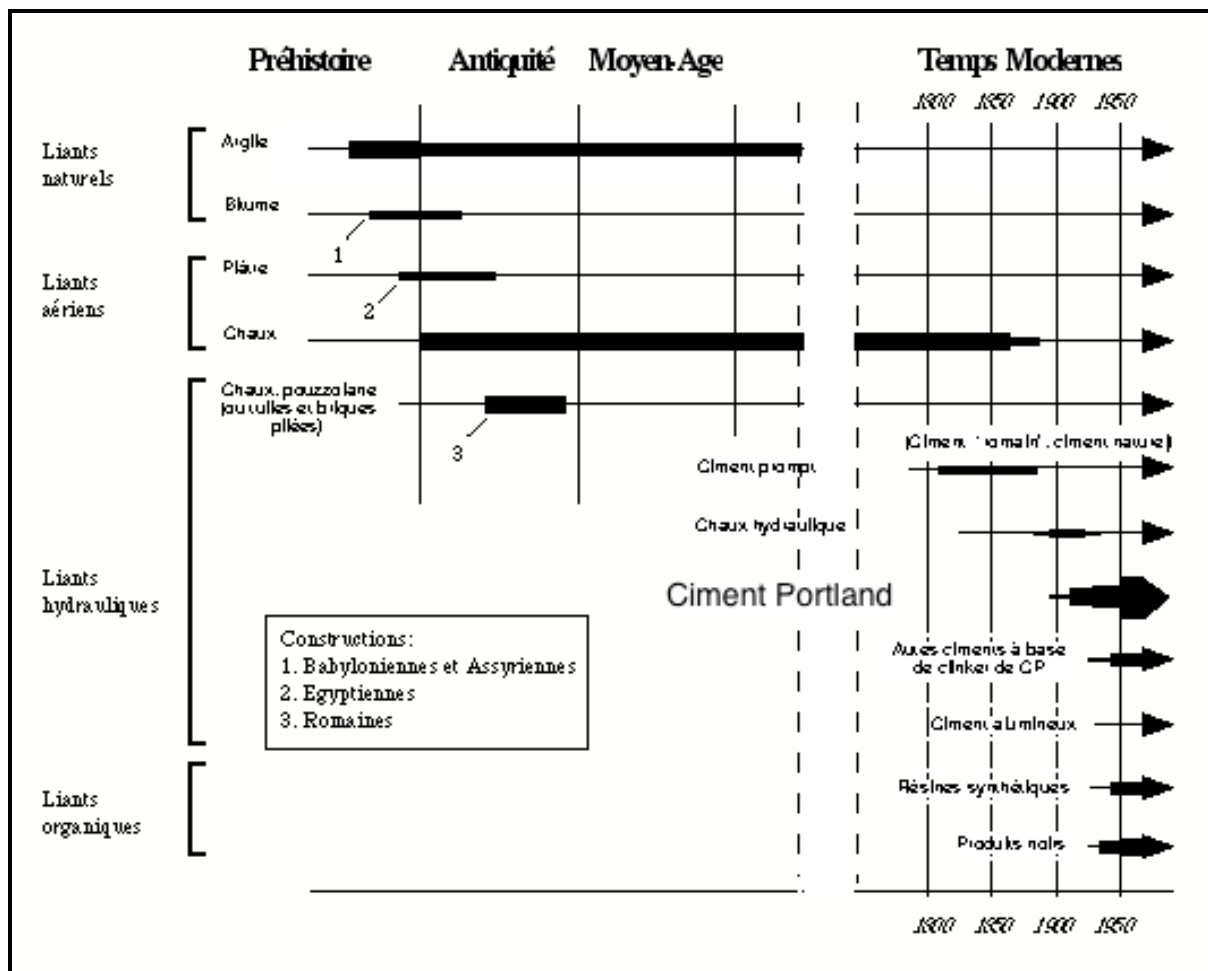 Préhistoire Antiquité Moyen-Age Temps Modernes
1800 1850 1900 1950
Liants
naturels
Argile
Bitume
1
Liants
aériens
Plâtre
2
Chaux
Chaux, pouzzolane
(ou tuiles et briques
pilées)
3
(Ciment "romain", ciment naturel)
Ciment prompt
Chaux hydraulique
Liants
hydrauliques
Ciment Portland
Constructions:
1. Babyloniennes et Assyriennes
2. Egyptiennes
3. Romaines
Autres ciments à base
de clinker de CP
Ciment alumineux
Liants
organiques
Résines synthétiques
Produits noirs
1800 1850 1900 1950